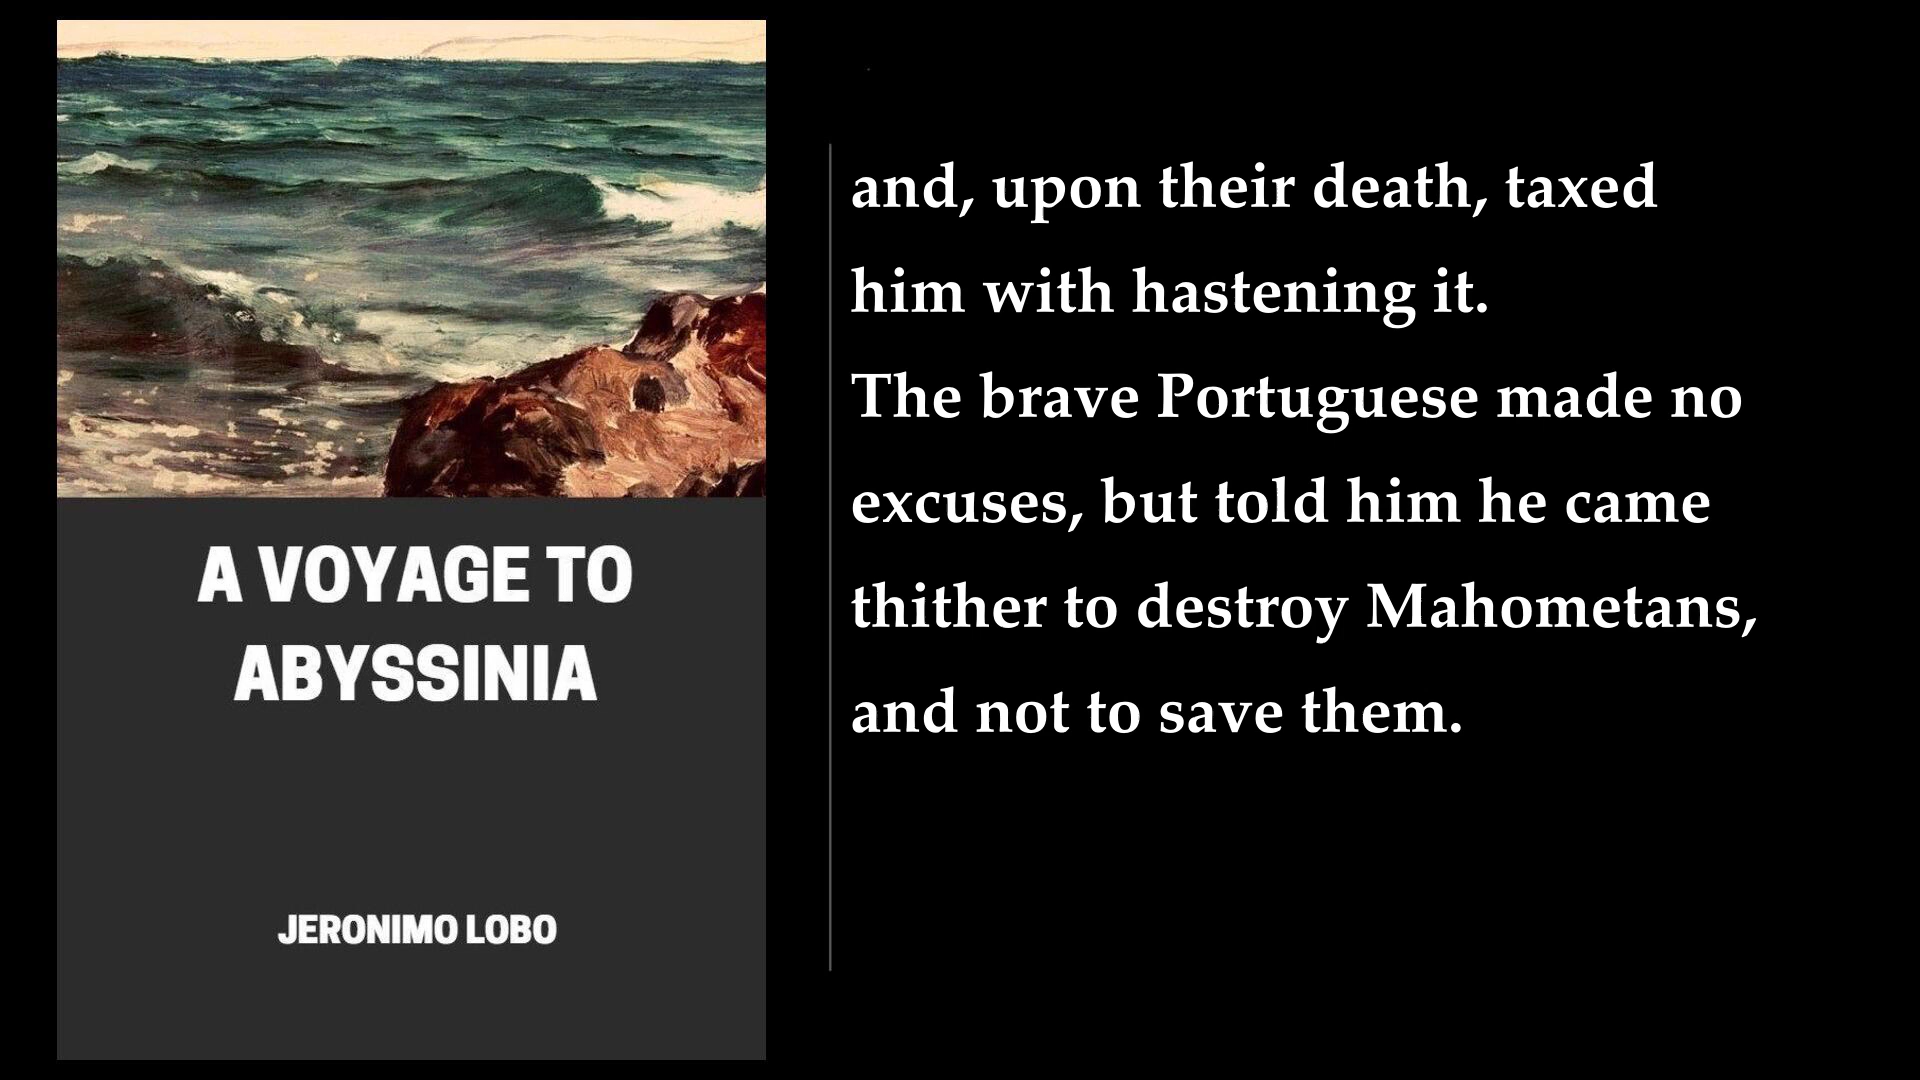 A VOYAGE TO
ABYSSINIA
JERONIMO LOBO
and, upon their death, taxed
him with hastening it.
The brave Portuguese made no
excuses, but told him he came
thither to destroy Mahometans,
and not to save them.